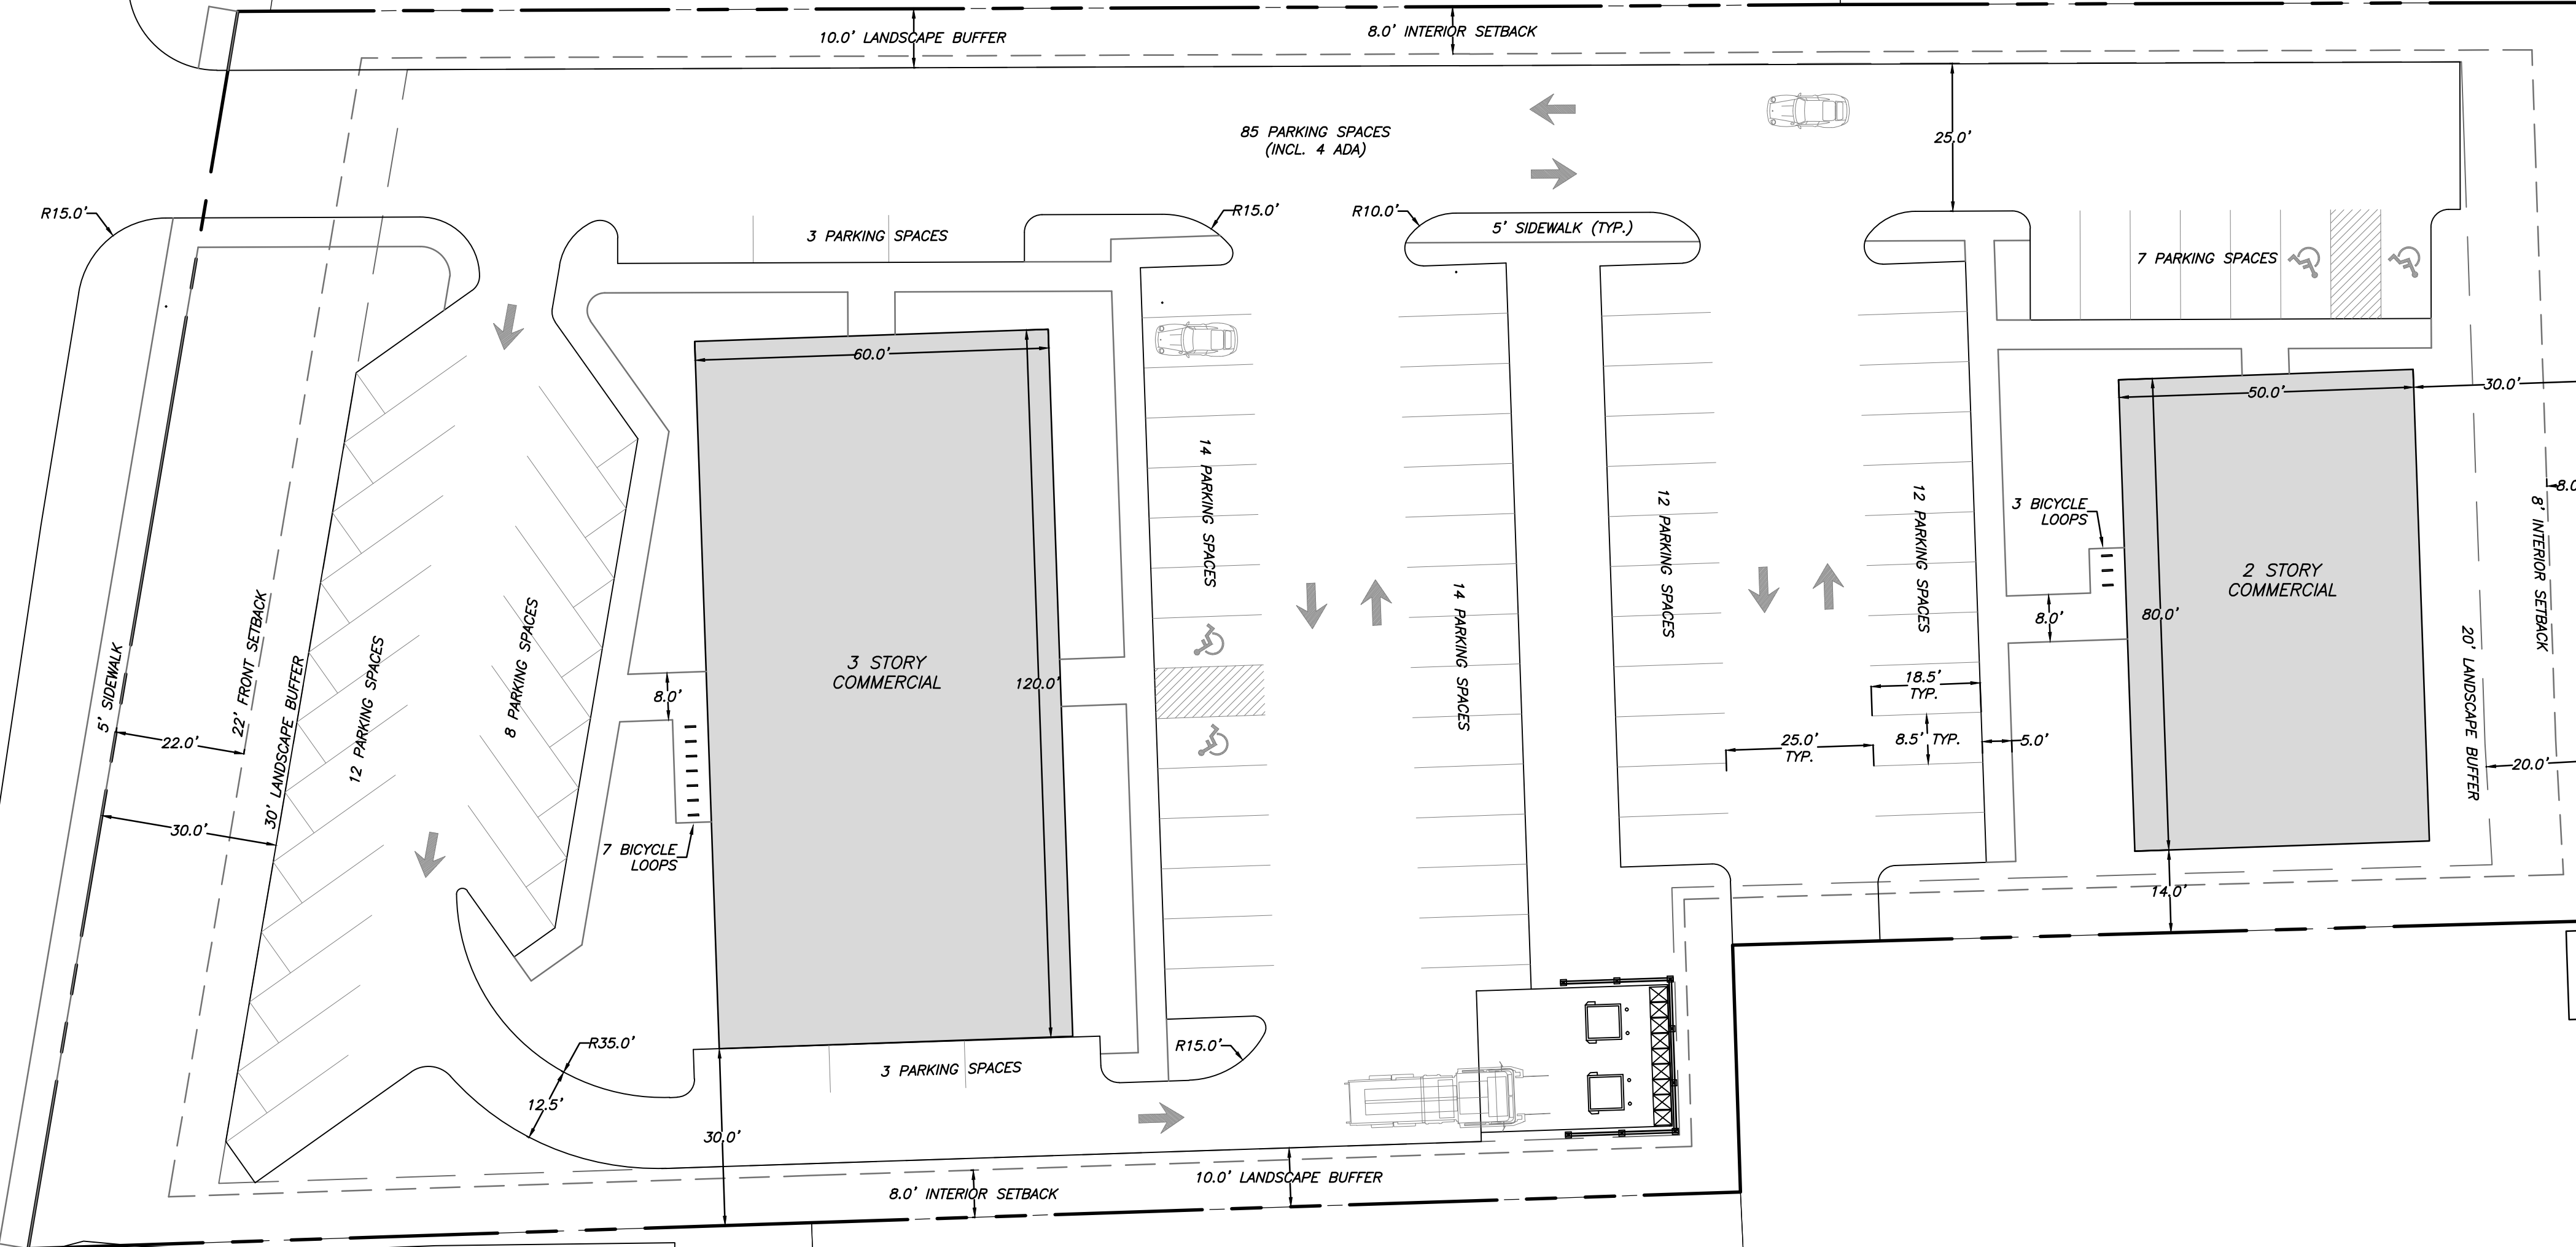 10.0' LANDSCAPE BUFFER
8.0' INTERIOR SETBACK
85 PARKING SPACES
(INCL. 4 ADA)
25.0'
R15.0'
3 PARKING SPACES
R15.0'
R10.0'
5' SIDEWALK (TYP.)
7 PARKING SPACES
60.0'
50.0'
30.0'
14 PARKING SPACES
14 PARKING SPACES
12 PARKING SPACES
12 PARKING SPACES
3 BICYCLE
LOOPS
8.0'
8.0'
8' INTERIOR SETBACK
2 STORY
COMMERCIAL
80.0'
20' LANDSCAPE BUFFER
5' SIDEWALK
22' FRONT SETBACK
30' LANDSCAPE BUFFER
12 PARKING SPACES
8 PARKING SPACES
3 STORY
COMMERCIAL
120.0'
8.0'
18.5'
TYP.
22.0'
25.0'
TYP.
8.5' TYP.
5.0'
20.0'
30.0'
7 BICYCLE
LOOPS
14.0'
R35.0'
12.5'
3 PARKING SPACES
R15.0'
30.0'
8.0' INTERIOR SETBACK
10.0' LANDSCAPE BUFFER